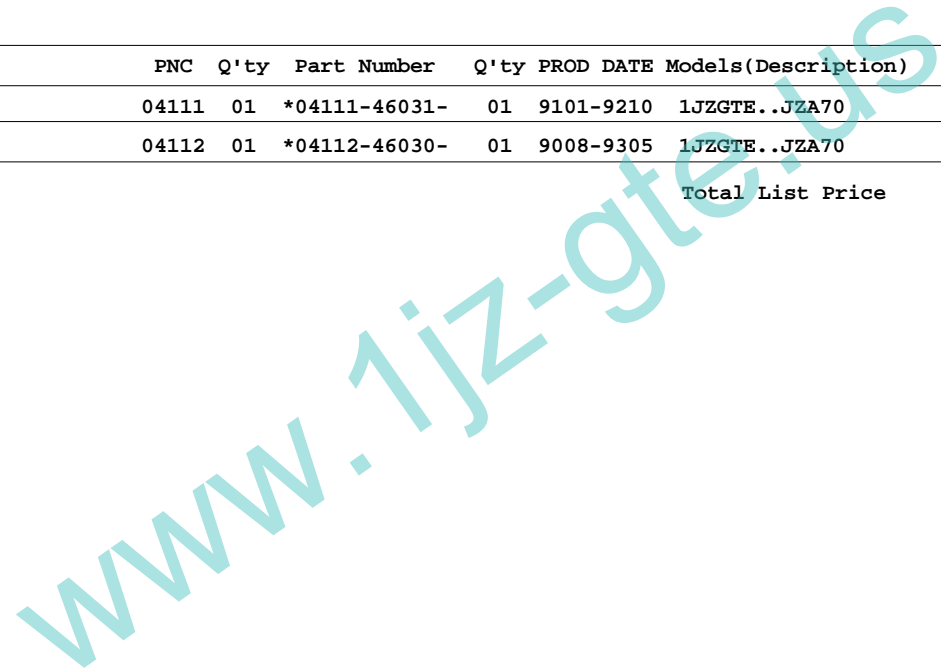 PNC Q'ty Part Number Q'ty PROD DATE Models(Description)
04111 01 *04111-46031- 01 9101-9210 1JZGTE..JZA70
04112 01 *04112-46030- 01 9008-9305 1JZGTE..JZA70
Total List Price
www.1jz-gte.us